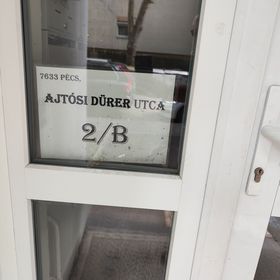 7633 PÉCS,
AJTÓSI DÜRER UTCA
2/B